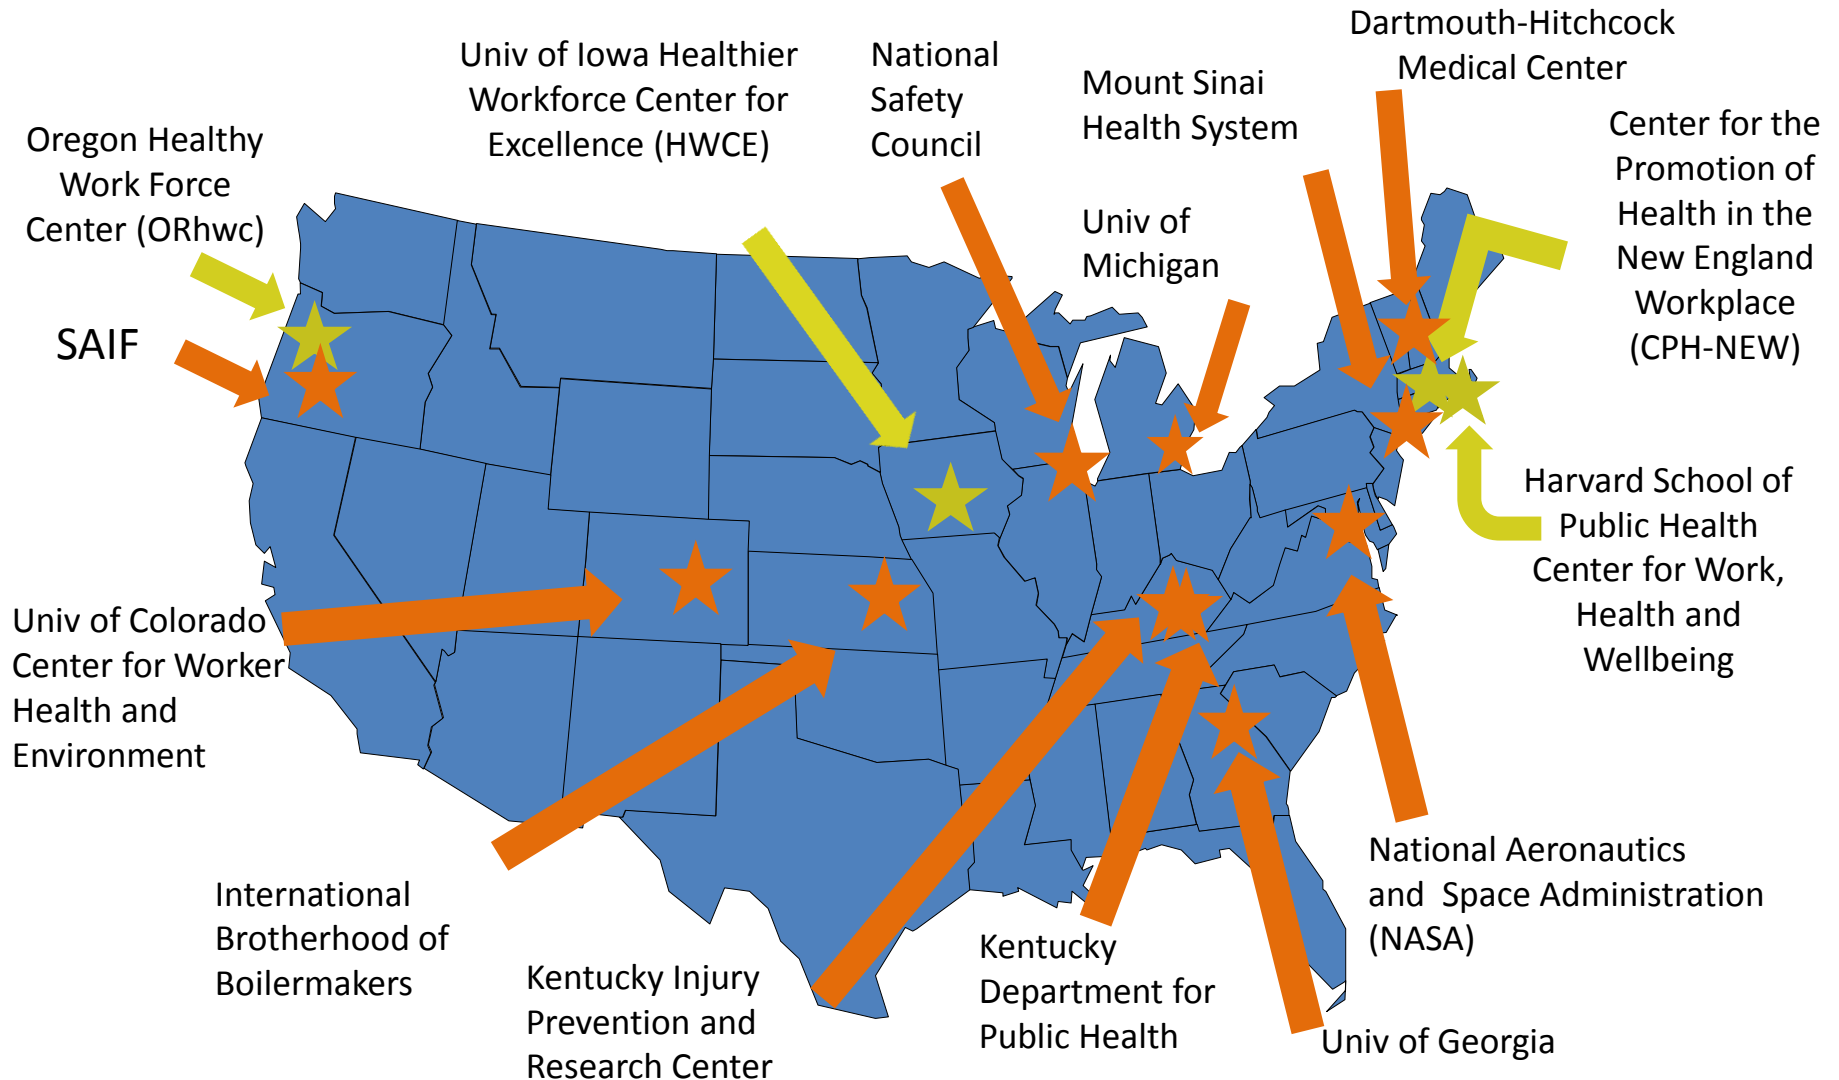 Dartmouth-Hitchcock
Medical Center
Univ of Iowa Healthier
Workforce Center for
Excellence (HWCE)
National
Safety
Council
Mount Sinai
Health System
Center for the
Promotion of
Health in the
New England
Workplace
(CPH-NEW)
Oregon Healthy
Work Force
Center (ORhwc)
Univ of
Michigan
SAIF
Harvard School of
Public Health
Center for Work,
Health and
Wellbeing
Univ of Colorado
Center for Worker
Health and
Environment
National Aeronautics
and Space Administration
(NASA)
International
Brotherhood of
Boilermakers
Kentucky Injury
Prevention and
Research Center
Kentucky
Department for
Public Health
Univ of Georgia